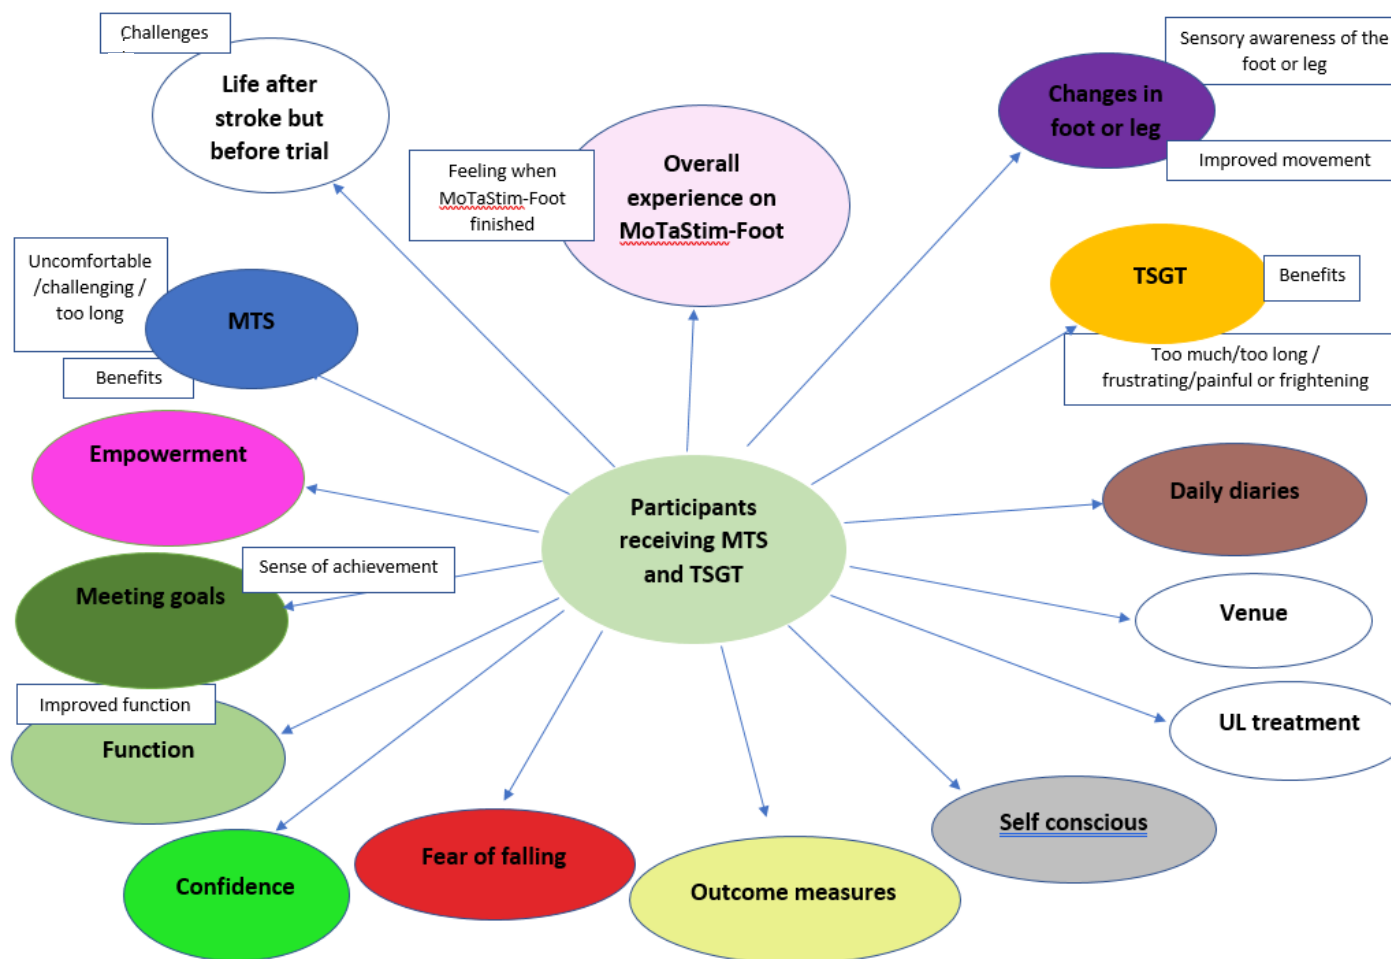 Challenges
Life after
stroke but
before trial
Feeling when
MoTaStim-Foot
finished
Overall
experience on
MoTaStim-Foot
Sensory awareness of the
foot or leg
Changes in
foot or leg
Improved movement
Uncomfortable
/challenging /
too long
MTS
Benefits
TSGT
Benefits
Too much/too long /
frustrating/painful or frightening
Empowerment
Participants
receiving MTS
and TSGT
Daily diaries
Sense of achievement
Meeting goals
Venue
Improved function
Function
UL treatment
Self conscious
Fear of falling
Confidence
Outcome measures